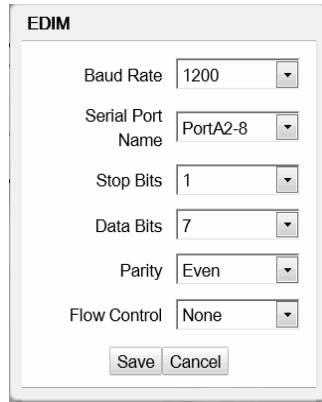 EDIM
Baud Rate 1200
Serial Port
Name PortA2-8
Stop Bits 1
Data Bits 7
Parity Even
Flow Control None
Save Cancel